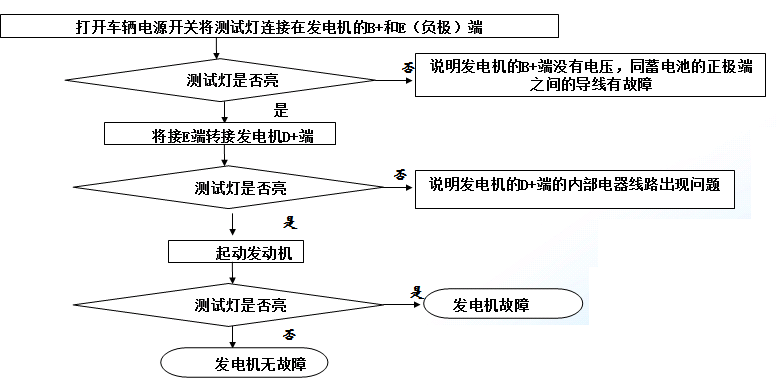 打开车辆电源开关将测试灯连接在发电机的B+和E（负极）端
测试灯是否亮
否
说明发电机的B+端没有电压，同蓄电池的正极端
之间的导线有故障
是
将接E端转接发电机D+端
测试灯是否亮
否
说明发电机的D+端的内部电器线路出现问题
是
起动发动机
测试灯是否亮
是
发电机故障
否
发电机无故障